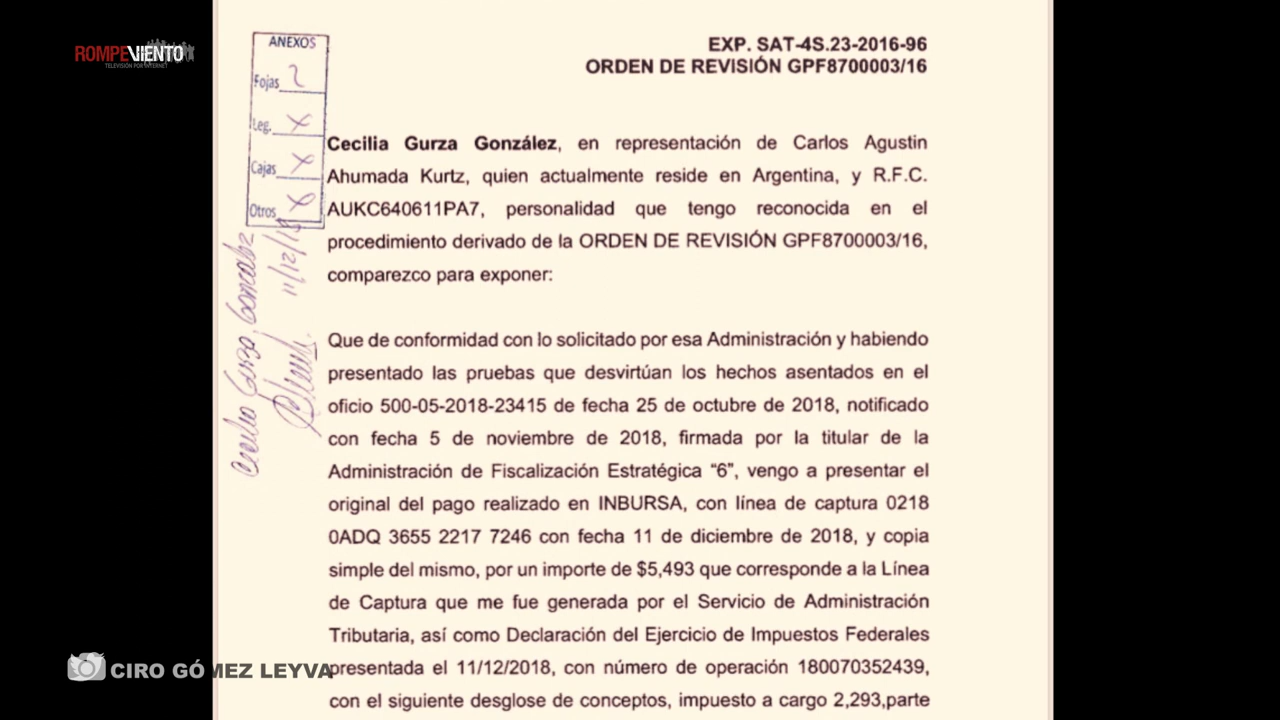 ROMPEVIENTO
TELEVISIÓN POR INTERNET
ANEXOS
Fojas 2
Leg. X
Cajas X
Otros X
Cecilia Gurza González
11/12/18
EXP. SAT-4S.23-2016-96
ORDEN DE REVISIÓN GPF8700003/16
Cecilia Gurza González, en representación de Carlos Agustin
Ahumada Kurtz, quien actualmente reside en Argentina, y R.F.C.
AUKC640611PA7, personalidad que tengo reconocida en el
procedimiento derivado de la ORDEN DE REVISIÓN GPF8700003/16,
comparezco para exponer:
Que de conformidad con lo solicitado por esa Administración y habiendo
presentado las pruebas que desvirtúan los hechos asentados en el
oficio 500-05-2018-23415 de fecha 25 de octubre de 2018, notificado
con fecha 5 de noviembre de 2018, firmada por la titular de la
Administración de Fiscalización Estratégica “6”, vengo a presentar el
original del pago realizado en INBURSA, con línea de captura 0218
0ADQ 3655 2217 7246 con fecha 11 de diciembre de 2018, y copia
simple del mismo, por un importe de $5,493 que corresponde a la Línea
de Captura que me fue generada por el Servicio de Administración
Tributaria, así como Declaración del Ejercicio de Impuestos Federales
presentada el 11/12/2018, con número de operación 180070352439,
con el siguiente desglose de conceptos, impuesto a cargo 2,293,parte
CIRO GÓMEZ LEYVA